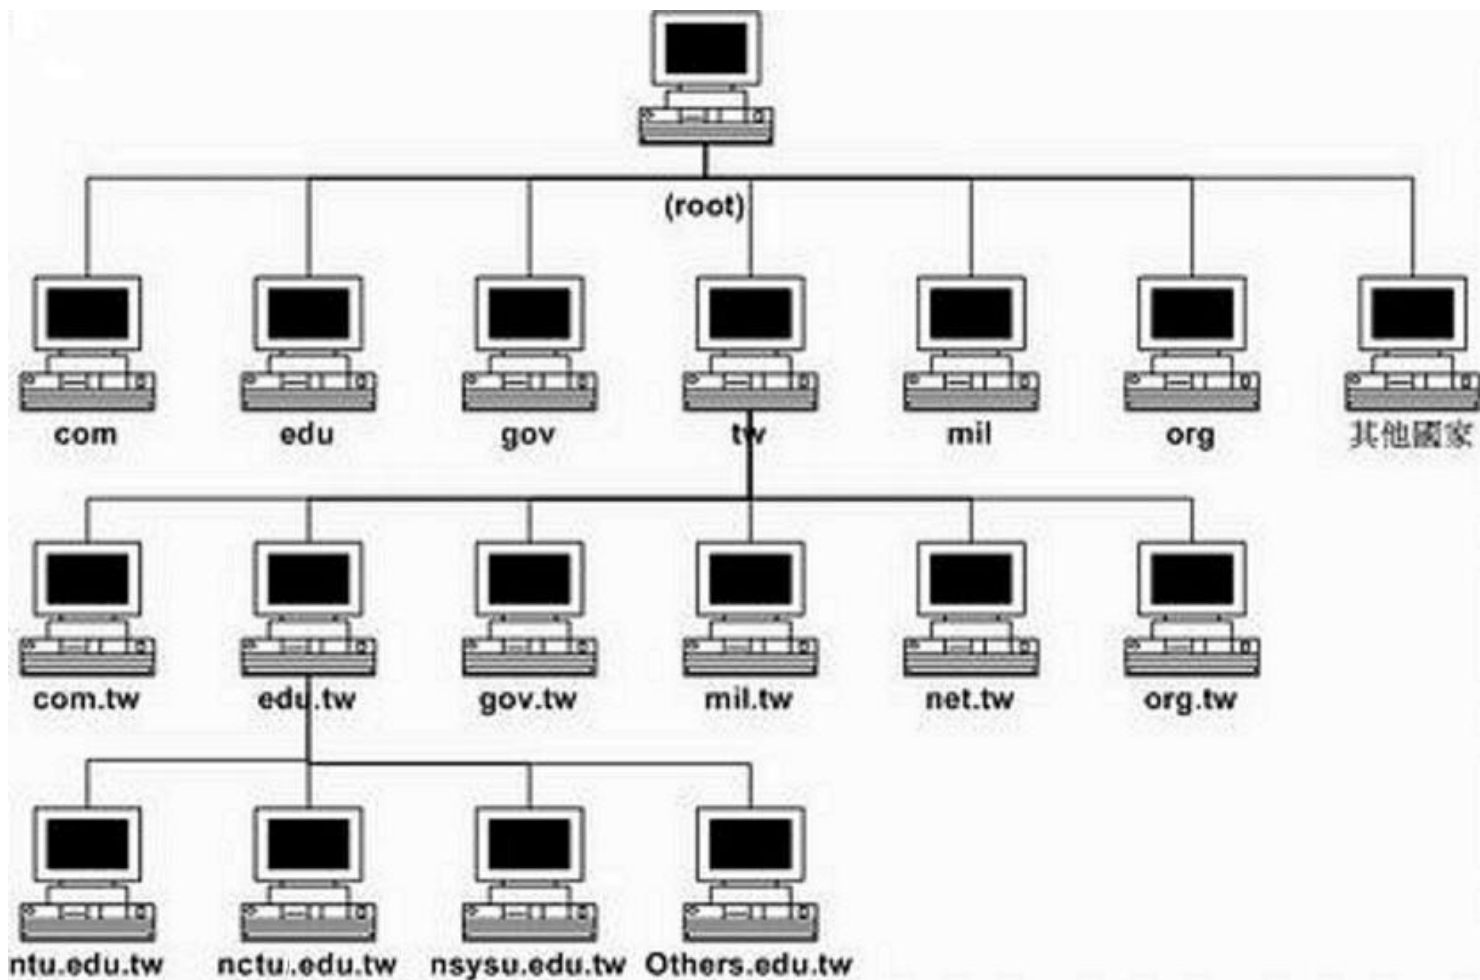 (root)
com
edu
gov
tw
mil
org
其他國家
com.tw
edu.tw
gov.tw
mil.tw
net.tw
org.tw
ntu.edu.tw
nctu.edu.tw
nsysu.edu.tw
Others.edu.tw